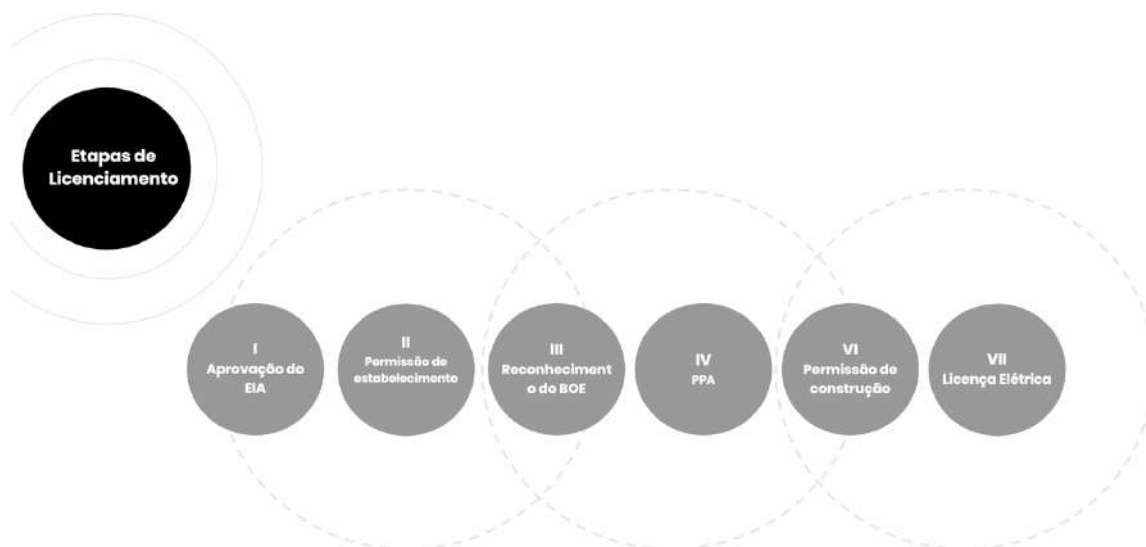 Etapas de
Licenciamento
I
Aprovação do
EIA
II
Permissão de
estabelecimento
III
Reconheciment
o do BOE
IV
PPA
VI
Permissão de
construção
VII
Licença Elétrica